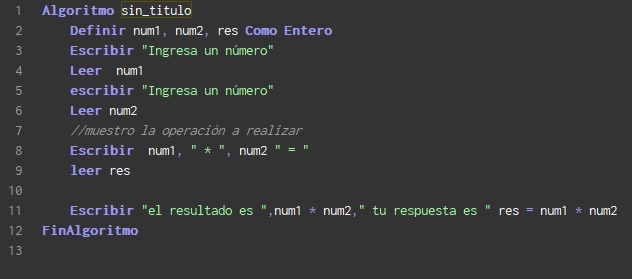 1 Algoritmo sin_titulo
2 Definir num1, num2, res Como Entero
3 Escribir "Ingresa un número"
4 Leer  num1
5 escribir "Ingresa un número"
6 Leer num2
7 //muestro la operación a realizar
8 Escribir  num1, " * ", num2 " = "
9 leer res
10
11 Escribir "el resultado es ",num1 * num2," tu respuesta es " res = num1 * num2
12 FinAlgoritmo
13